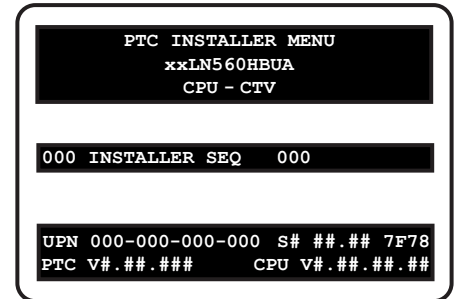 PTC INSTALLER MENU
xxLN560HBUA
CPU – CTV
000 INSTALLER SEQ 000
UPN 000-000-000-000 S# ##.## 7F78
PTC V#.##.### CPU V#.##.##.##